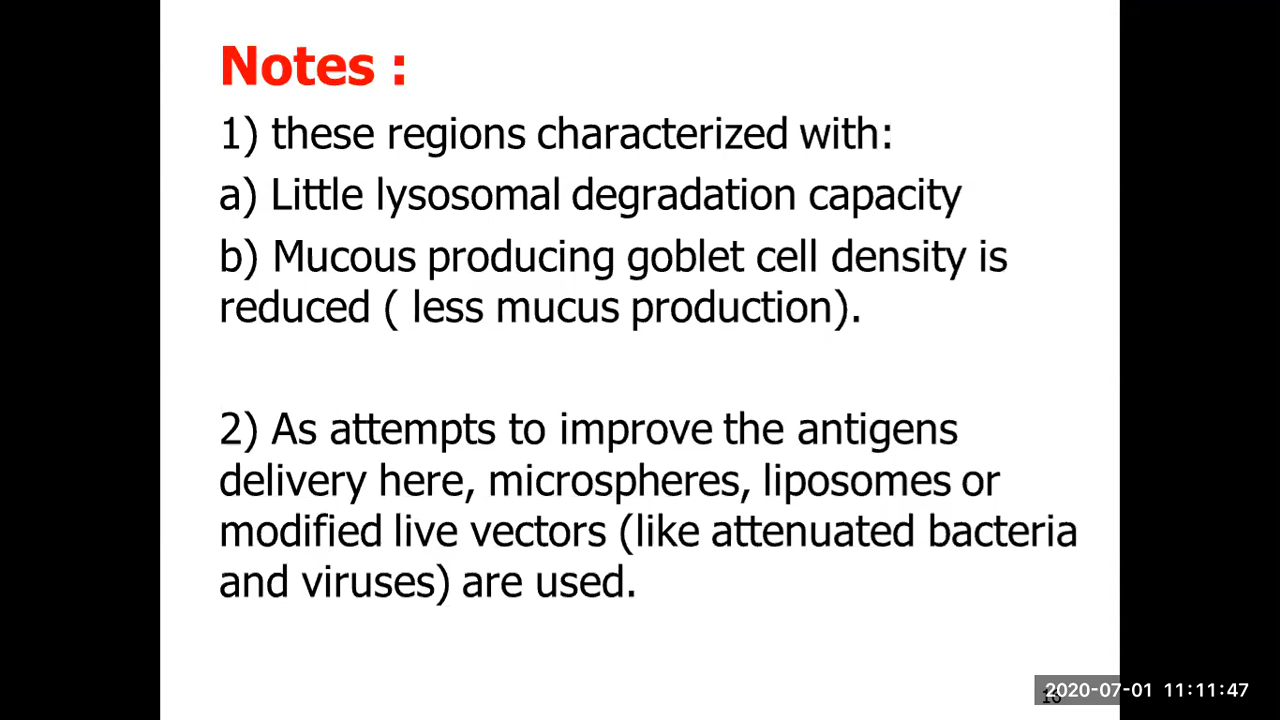 Notes :
1) these regions characterized with:
a) Little lysosomal degradation capacity
b) Mucous producing goblet cell density is
reduced ( less mucus production).
2) As attempts to improve the antigens
delivery here, microspheres, liposomes or
modified live vectors (like attenuated bacteria
and viruses) are used.
2020-07-01 11:11:47